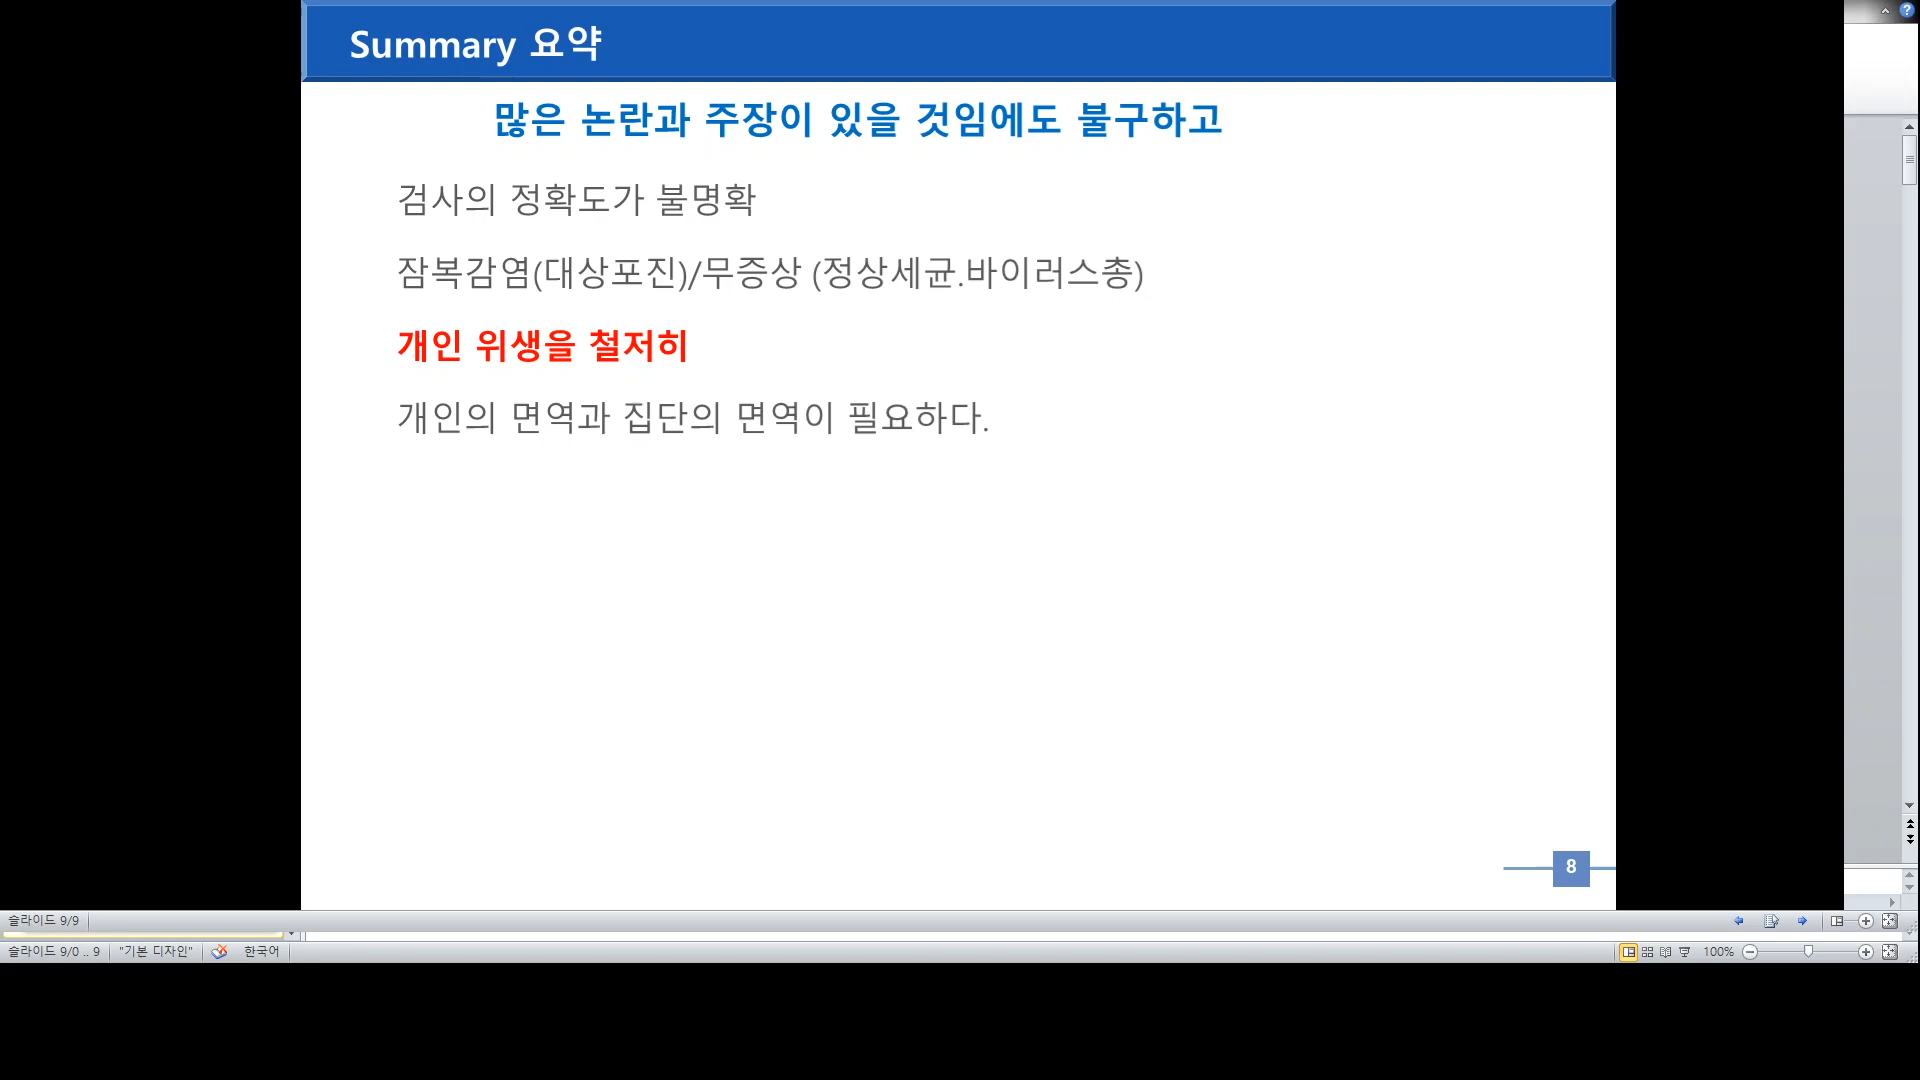 Summary 요약
많은 논란과 주장이 있을 것임에도 불구하고
검사의 정확도가 불명확
잠복감염(대상포진)/무증상 (정상세균.바이러스총)
개인 위생을 철저히
개인의 면역과 집단의 면역이 필요하다.
8
슬라이드 9/9
슬라이드 9/0 .. 9 "기본 디자인" 한국어 100%